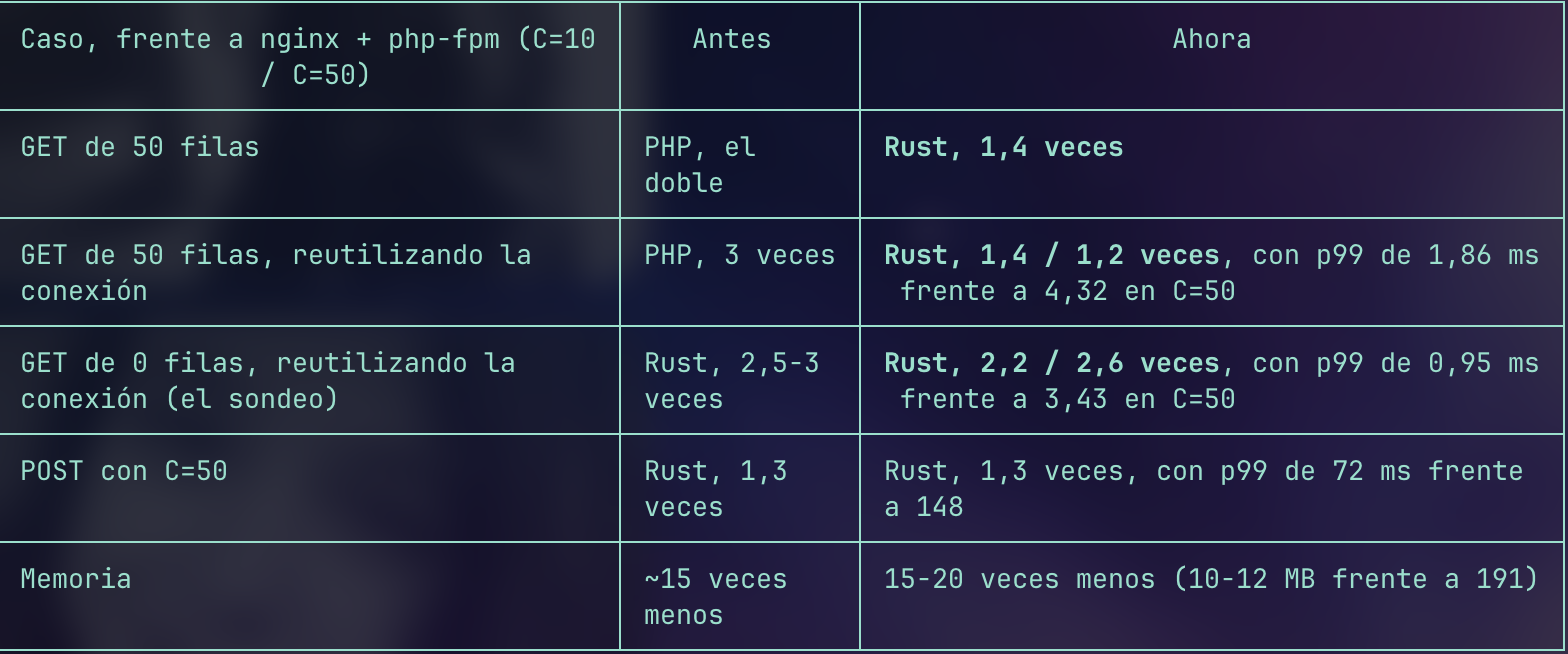 Caso, frente a nginx + php-fpm (C=10
/ C=50)
Antes
Ahora
GET de 50 filas
PHP, el
doble
Rust, 1,4 veces
GET de 50 filas, reutilizando la
conexión
PHP, 3 veces
Rust, 1,4 / 1,2 veces, con p99 de 1,86 ms
frente a 4,32 en C=50
GET de 0 filas, reutilizando la
conexión (el sondeo)
Rust, 2,5-3
veces
Rust, 2,2 / 2,6 veces, con p99 de 0,95 ms
frente a 3,43 en C=50
POST con C=50
Rust, 1,3
veces
Rust, 1,3 veces, con p99 de 72 ms frente
a 148
Memoria
~15 veces
menos
15-20 veces menos (10-12 MB frente a 191)